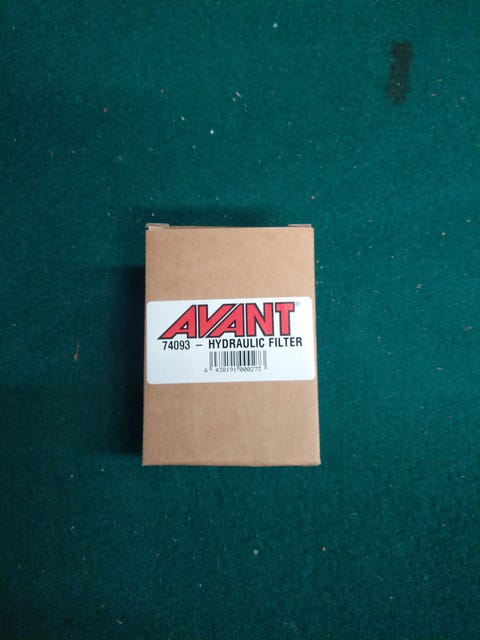 AVANT®
74093 - HYDRAULIC FILTER
6 438191 000273